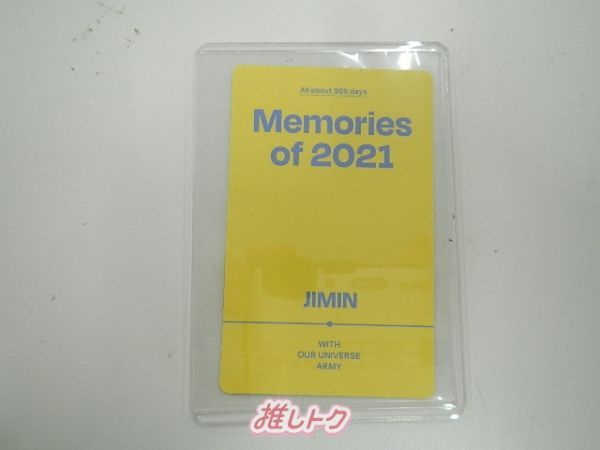 All about 365 days
Memories
of 2021
JIMIN
WITH
OUR UNIVERSE
ARMY
推しトク